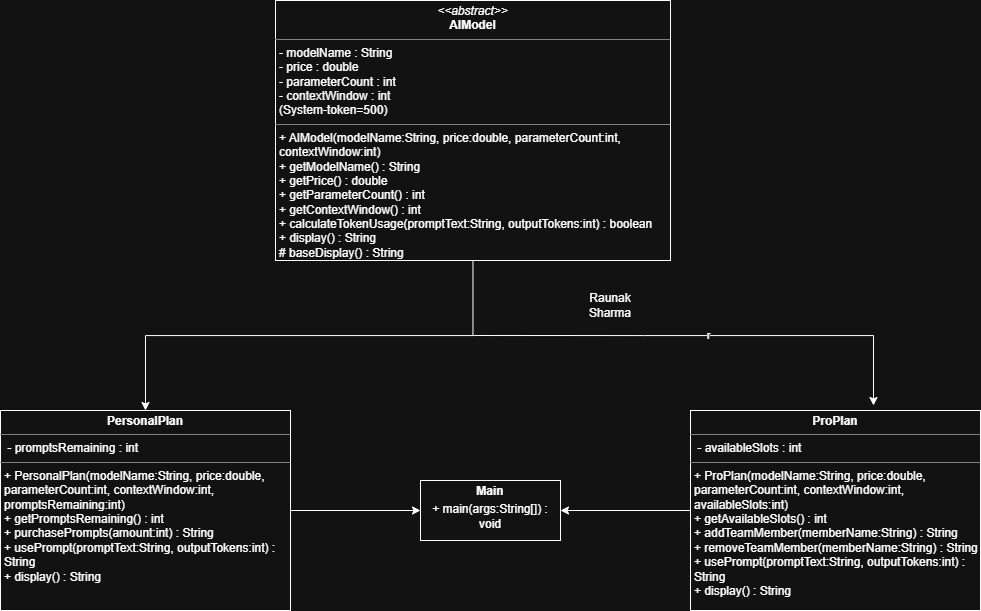 <<abstract>>
AIModel
- modelName : String
- price : double
- parameterCount : int
- contextWindow : int
(System-token=500)
+ AIModel(modelName:String, price:double, parameterCount:int,
contextWindow:int)
+ getModelName() : String
+ getPrice() : double
+ getParameterCount() : int
+ getContextWindow() : int
+ calculateTokenUsage(promptText:String, outputTokens:int) : boolean
+ display() : String
# baseDisplay() : String
Raunak
Sharma
PersonalPlan
- promptsRemaining : int
+ PersonalPlan(modelName:String, price:double,
parameterCount:int, contextWindow:int,
promptsRemaining:int)
+ getPromptsRemaining() : int
+ purchasePrompts(amount:int) : String
+ usePrompt(promptText:String, outputTokens:int) :
String
+ display() : String
Main
+ main(args:String[]) :
void
ProPlan
- availableSlots : int
+ ProPlan(modelName:String, price:double,
parameterCount:int, contextWindow:int,
availableSlots:int)
+ getAvailableSlots() : int
+ addTeamMember(memberName:String) : String
+ removeTeamMember(memberName:String) : String
+ usePrompt(promptText:String, outputTokens:int) :
String
+ display() : String